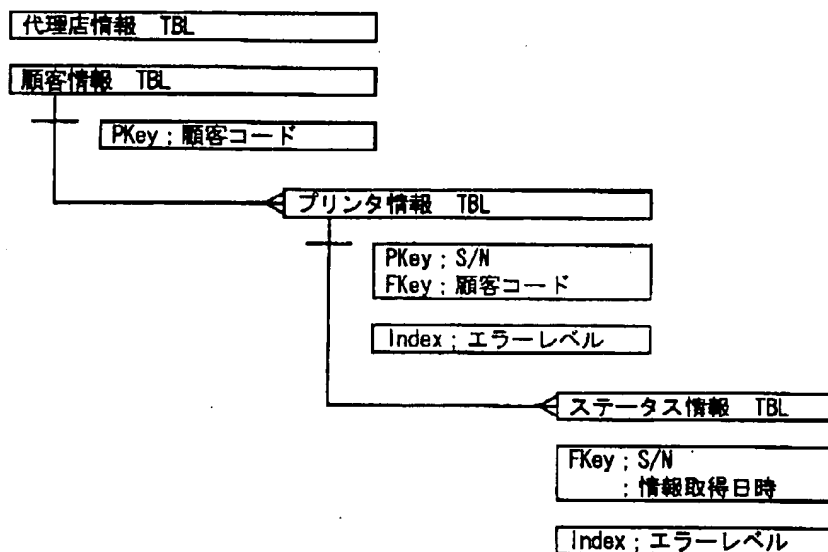 代理店情報 TBL
顧客情報 TBL
PKey ; 顧客コード
プリンタ情報 TBL
PKey ; S/N
FKey ; 顧客コード
Index ; エラーレベル
ステータス情報 TBL
FKey ; S/N
; 情報取得日時
Index ; エラーレベル